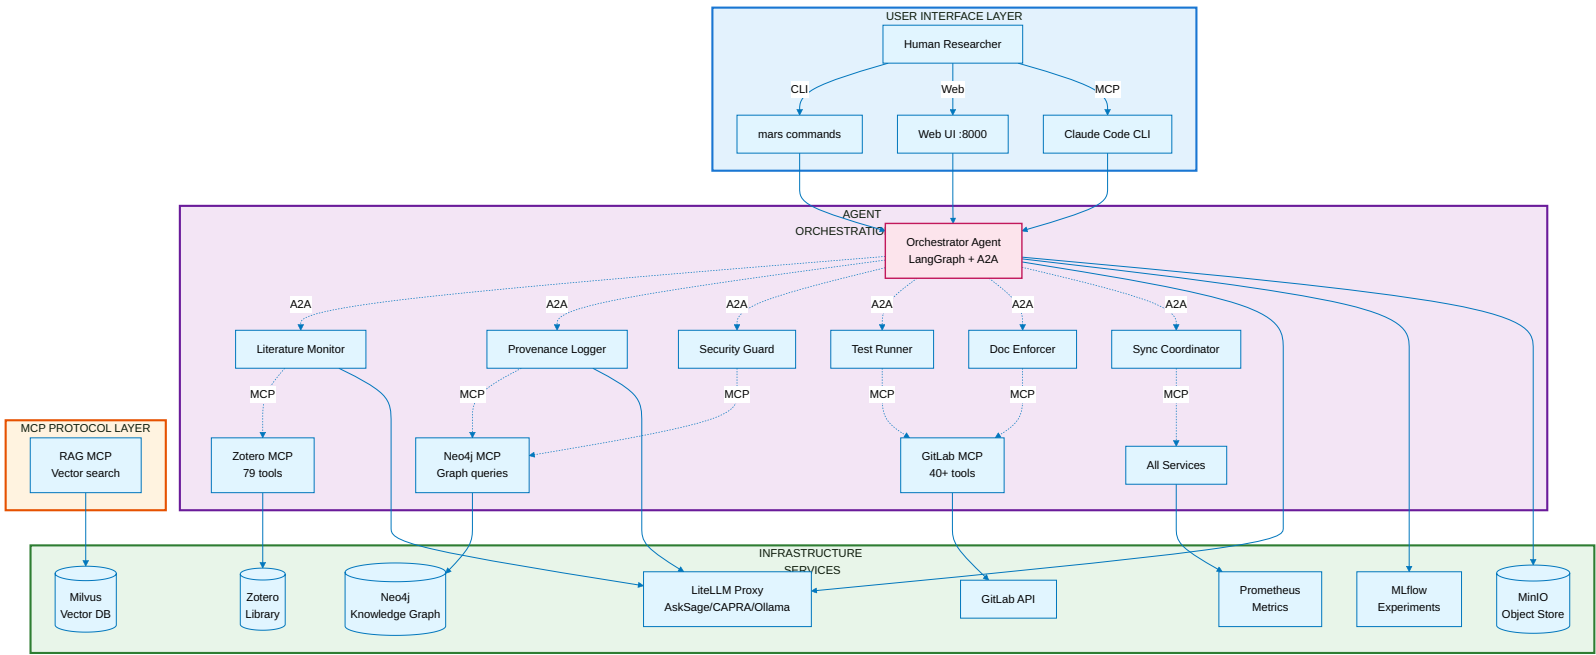 USER INTERFACE LAYER
Human Researcher
CLI
Web
MCP
mars commands
Web UI :8000
Claude Code CLI
AGENT
ORCHESTRATIO
Orchestrator Agent
LangGraph + A2A
A2A
A2A
A2A
A2A
A2A
A2A
Literature Monitor
Provenance Logger
Security Guard
Test Runner
Doc Enforcer
Sync Coordinator
MCP
MCP
MCP
MCP
MCP
MCP
MCP PROTOCOL LAYER
RAG MCP
Vector search
Zotero MCP
79 tools
Neo4j MCP
Graph queries
GitLab MCP
40+ tools
All Services
INFRASTRUCTURE
SERVICES
Milvus
Vector DB
Zotero
Library
Neo4j
Knowledge Graph
LiteLLM Proxy
AskSage/CAPRA/Ollama
GitLab API
Prometheus
Metrics
MLflow
Experiments
MinIO
Object Store